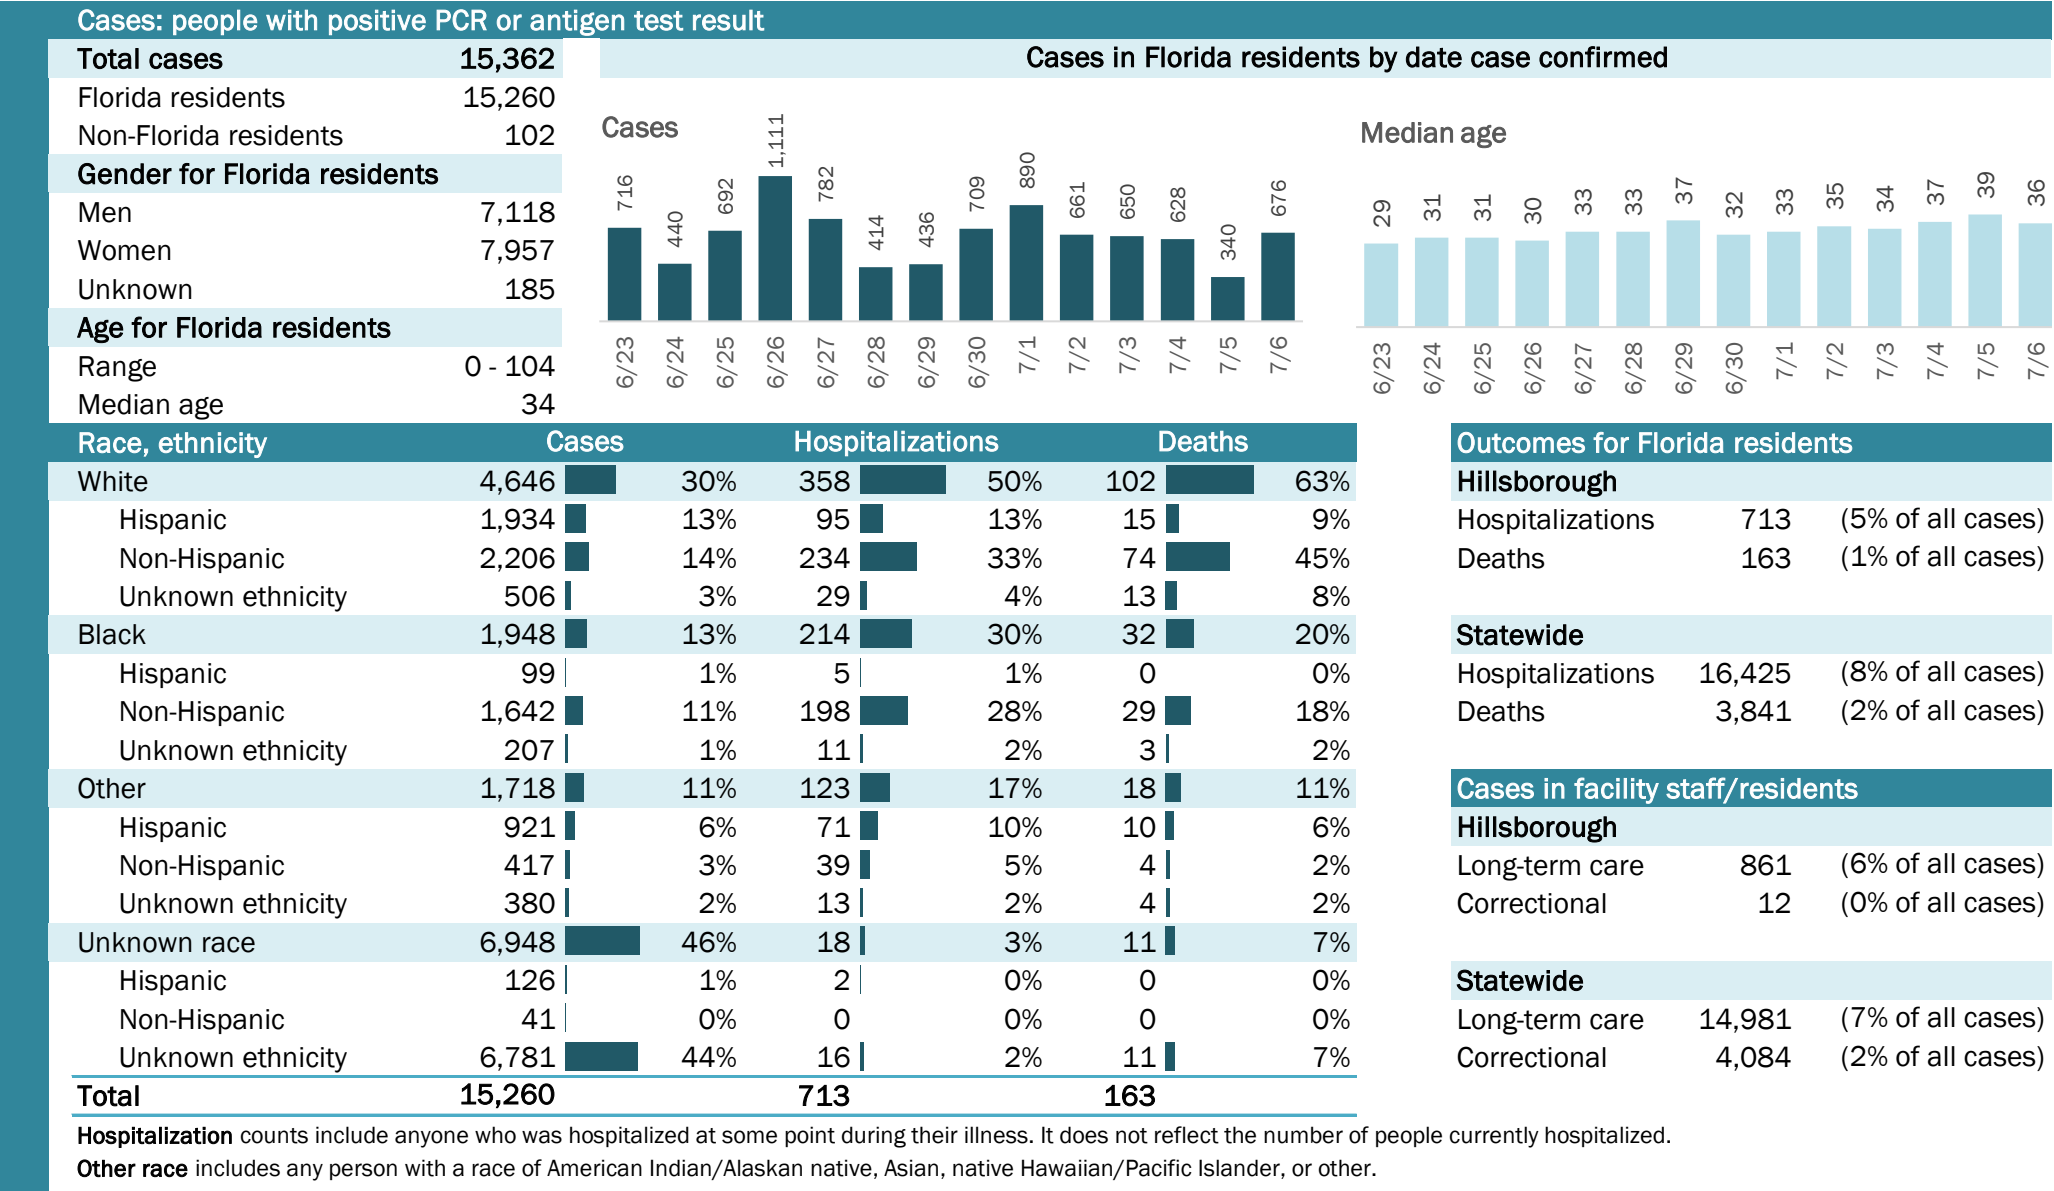 Cases: people with positive PCR or antigen test result
Total cases 15,362
Florida residents 15,260
Non-Florida residents 102
Gender for Florida residents
Men 7,118
Women 7,957
Unknown 185
Age for Florida residents
Range 0 - 104
Median age 34
Cases in Florida residents by date case confirmed
Cases
716 440 692 1,111 782 414 436 709 890 661 650 628 340 676
6/23 6/24 6/25 6/26 6/27 6/28 6/29 6/30 7/1 7/2 7/3 7/4 7/5 7/6
Median age
29 31 31 30 33 33 37 32 33 35 34 37 39 36
6/23 6/24 6/25 6/26 6/27 6/28 6/29 6/30 7/1 7/2 7/3 7/4 7/5 7/6
Race, ethnicity Cases Hospitalizations Deaths
White 4,646 30% 358 50% 102 63%
Hispanic 1,934 13% 95 13% 15 9%
Non-Hispanic 2,206 14% 234 33% 74 45%
Unknown ethnicity 506 3% 29 4% 13 8%
Black 1,948 13% 214 30% 32 20%
Hispanic 99 1% 5 1% 0 0%
Non-Hispanic 1,642 11% 198 28% 29 18%
Unknown ethnicity 207 1% 11 2% 3 2%
Other 1,718 11% 123 17% 18 11%
Hispanic 921 6% 71 10% 10 6%
Non-Hispanic 417 3% 39 5% 4 2%
Unknown ethnicity 380 2% 13 2% 4 2%
Unknown race 6,948 46% 18 3% 11 7%
Hispanic 126 1% 2 0% 0 0%
Non-Hispanic 41 0% 0 0% 0 0%
Unknown ethnicity 6,781 44% 16 2% 11 7%
Total 15,260 713 163
Outcomes for Florida residents
Hillsborough
Hospitalizations 713 (5% of all cases)
Deaths 163 (1% of all cases)
Statewide
Hospitalizations 16,425 (8% of all cases)
Deaths 3,841 (2% of all cases)
Cases in facility staff/residents
Hillsborough
Long-term care 861 (6% of all cases)
Correctional 12 (0% of all cases)
Statewide
Long-term care 14,981 (7% of all cases)
Correctional 4,084 (2% of all cases)
Hospitalization counts include anyone who was hospitalized at some point during their illness. It does not reflect the number of people currently hospitalized.
Other race includes any person with a race of American Indian/Alaskan native, Asian, native Hawaiian/Pacific Islander, or other.